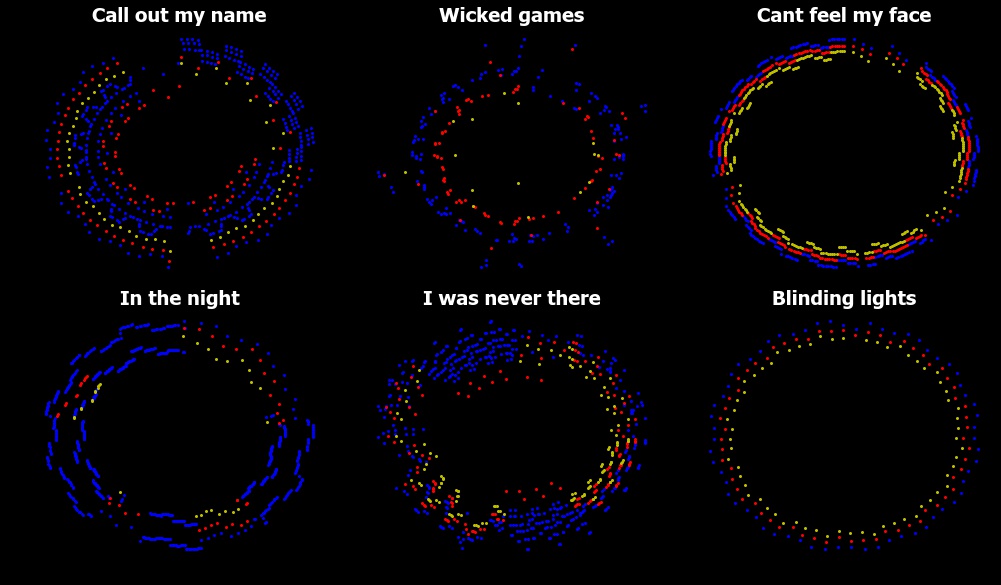 Call out my name
Wicked games
Cant feel my face
In the night
I was never there
Blinding lights